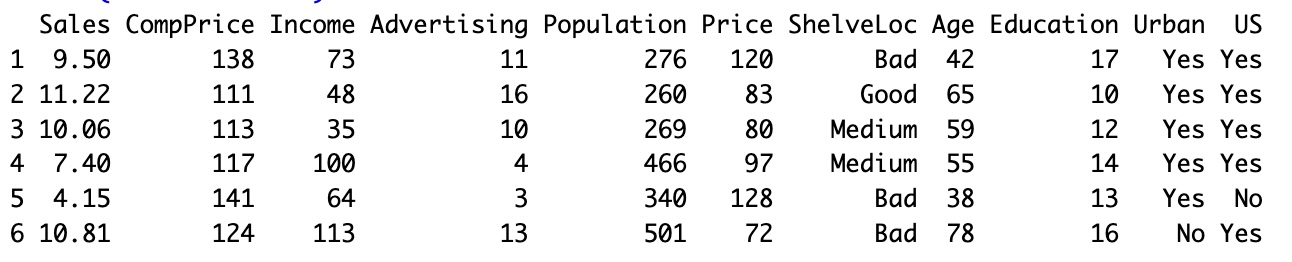 Sales CompPrice Income Advertising Population Price ShelveLoc Age Education Urban US
1 9.50 138 73 11 276 120 Bad 42 17 Yes Yes
2 11.22 111 48 16 260 83 Good 65 10 Yes Yes
3 10.06 113 35 10 269 80 Medium 59 12 Yes Yes
4 7.40 117 100 4 466 97 Medium 55 14 Yes Yes
5 4.15 141 64 3 340 128 Bad 38 13 Yes No
6 10.81 124 113 13 501 72 Bad 78 16 No Yes